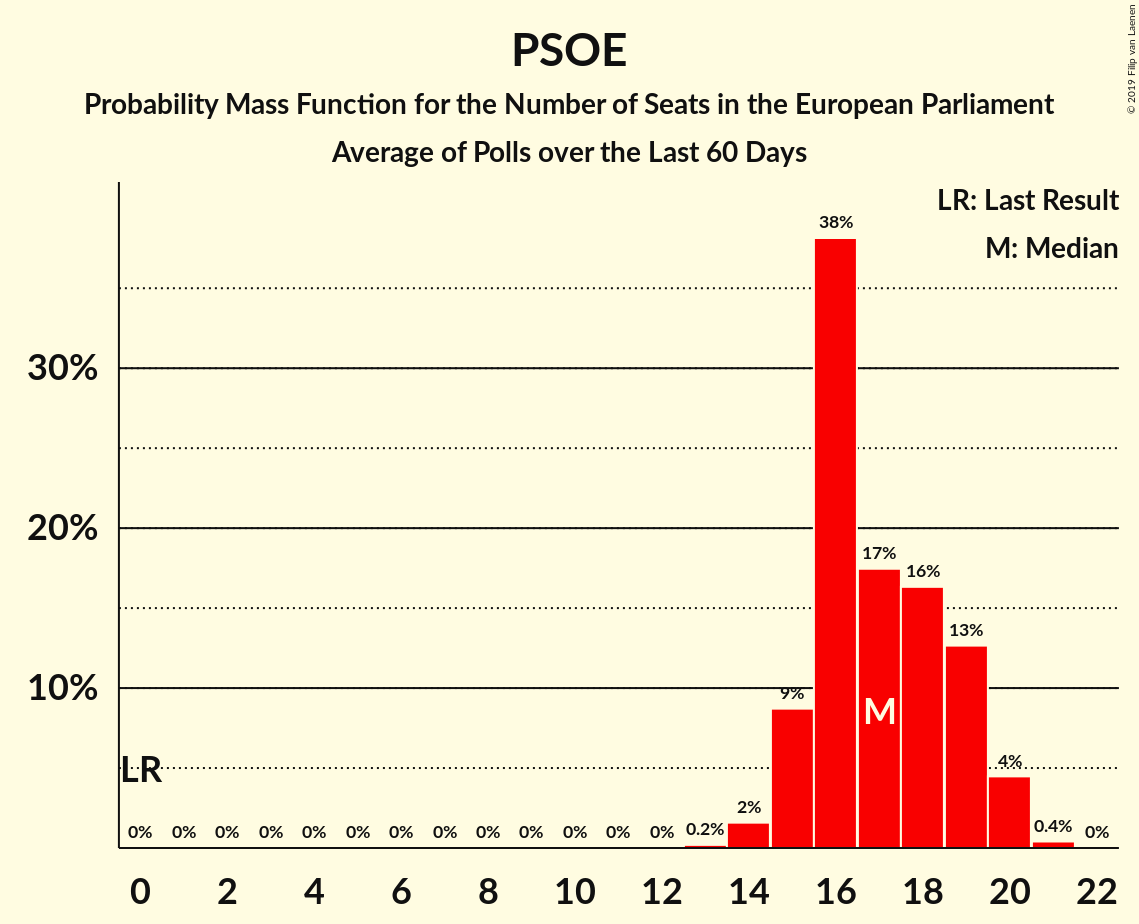 PSOE
Probability Mass Function for the Number of Seats in the European Parliament
Average of Polls over the Last 60 Days
© 2019 Filip van Laenen
LR: Last Result
M: Median
38%
30%
17%
16%
20%
13%
10%
9%
M
LR
4%
2%
0% 0% 0% 0% 0% 0% 0% 0% 0% 0% 0% 0% 0% 0.2% 0.4% 0%
0 2 4 6 8 10 12 14 16 18 20 22